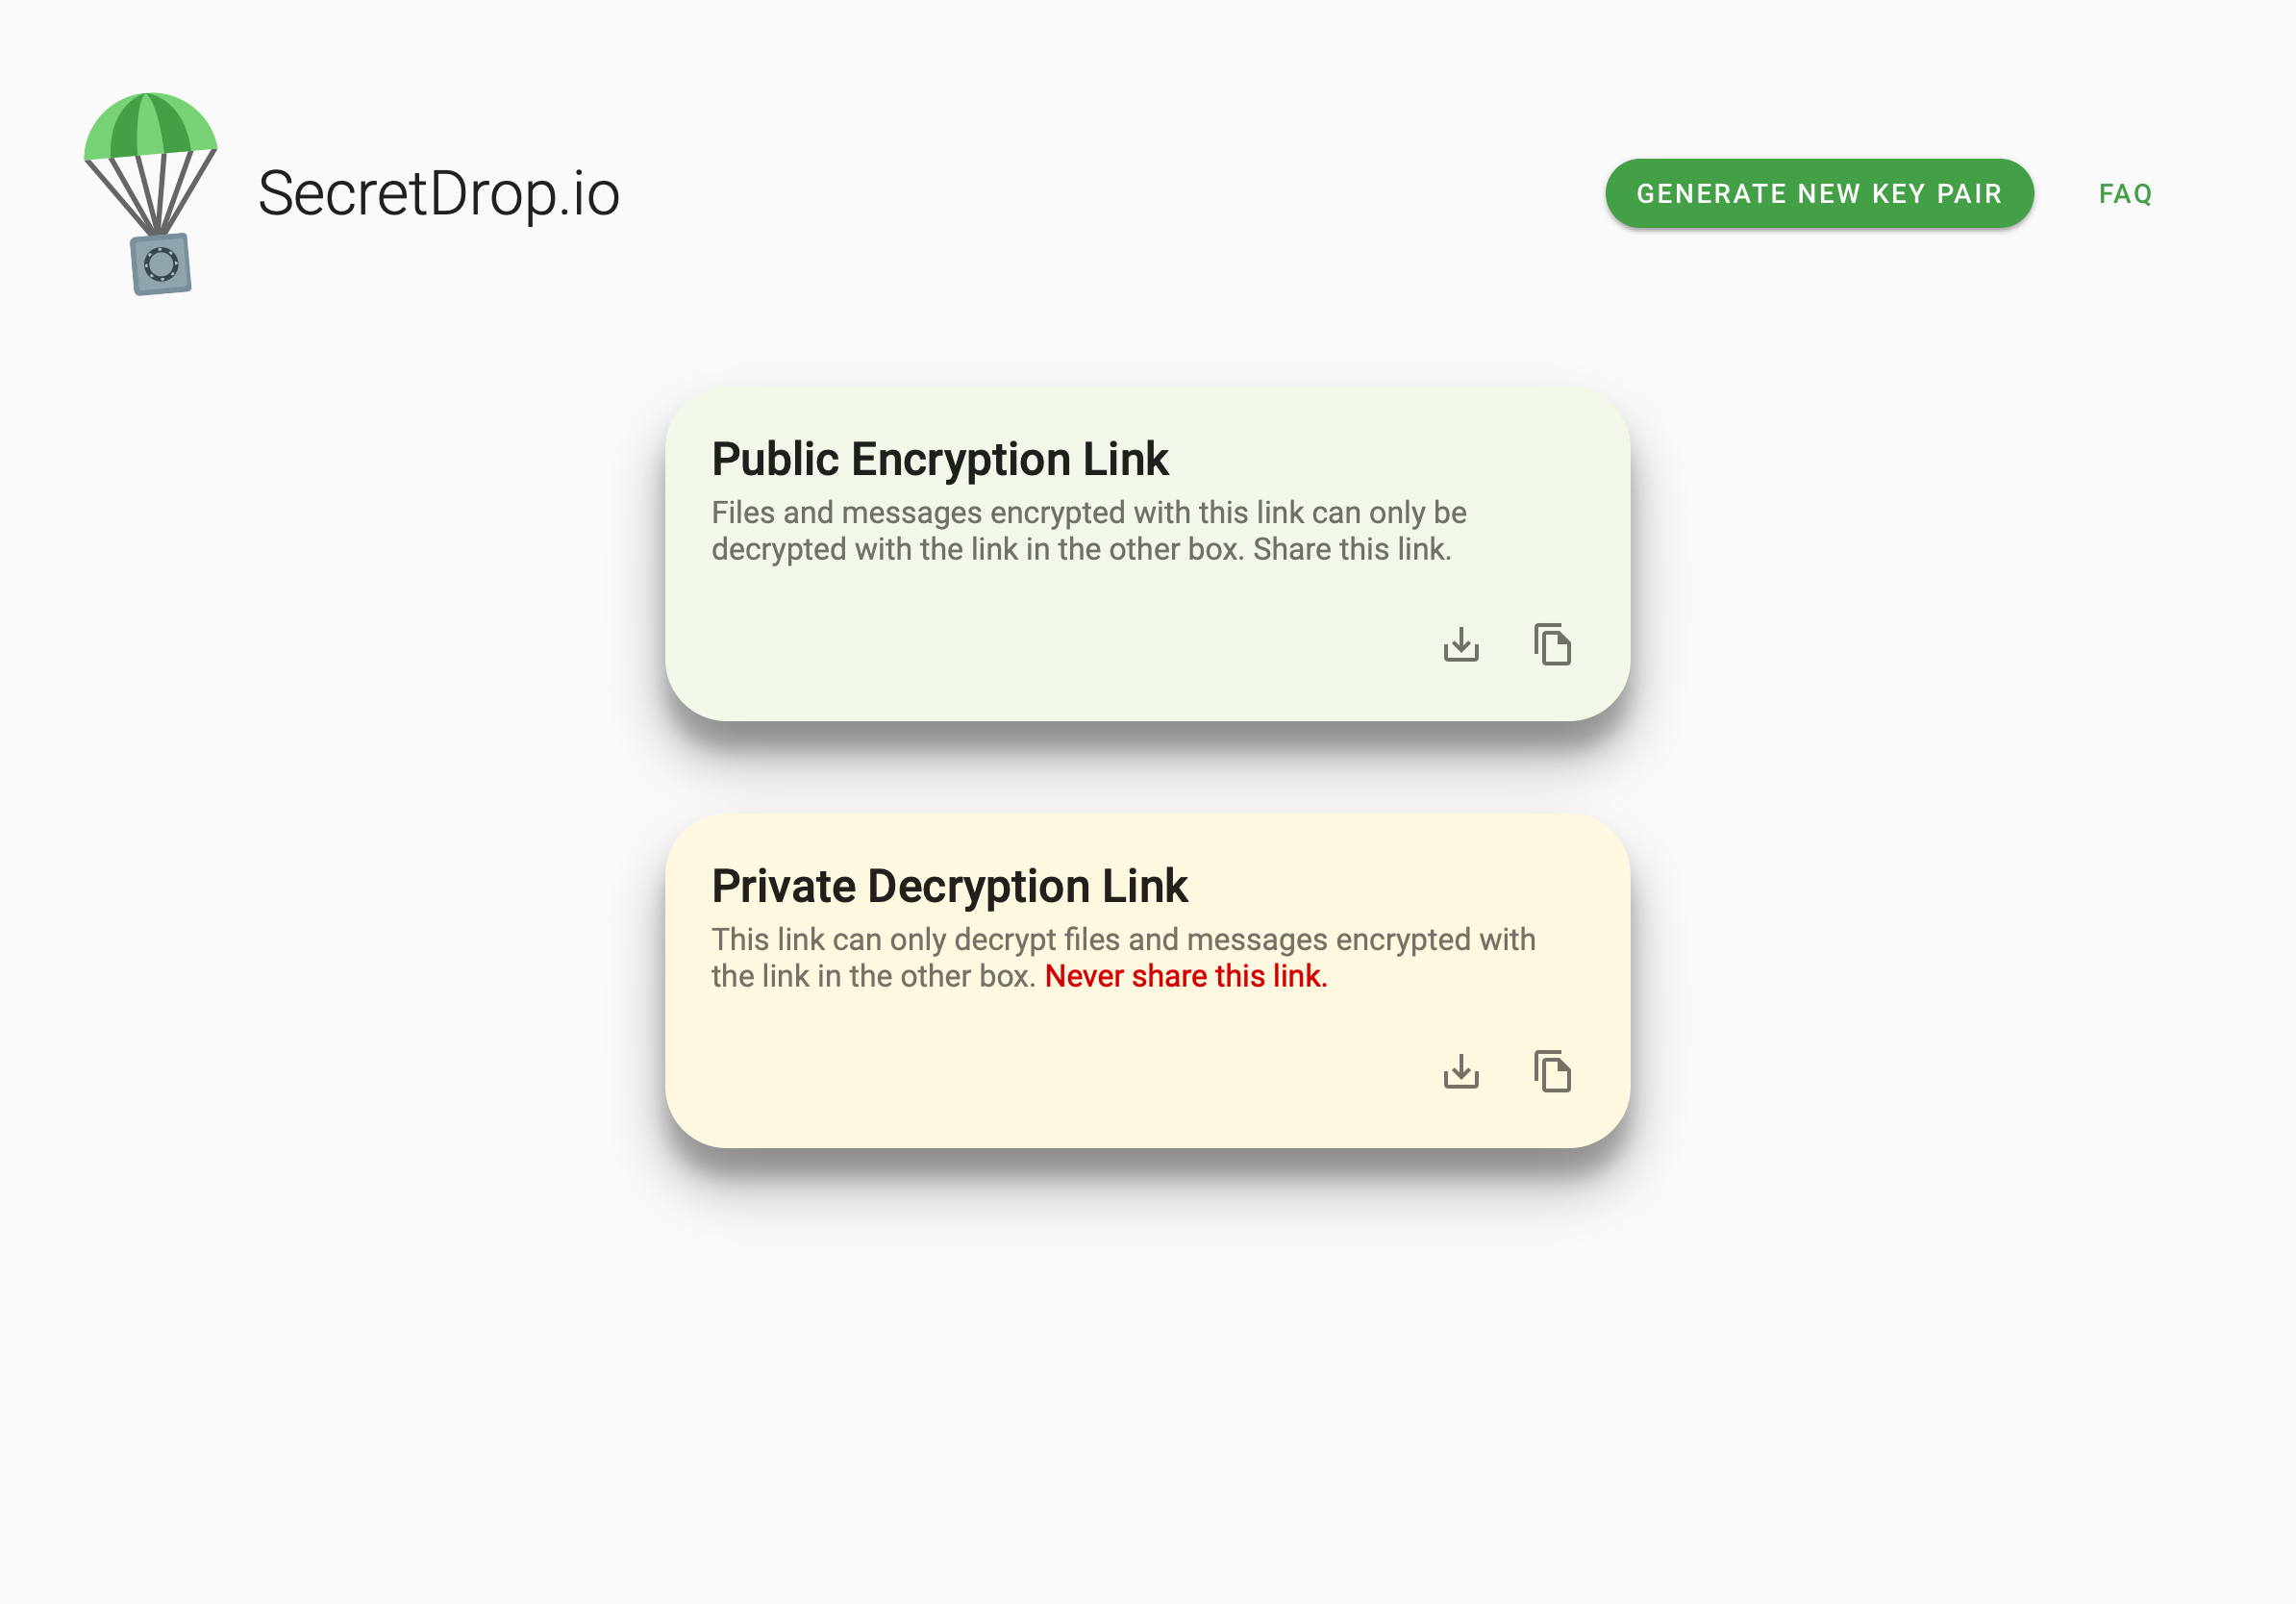 SecretDrop.io
GENERATE NEW KEY PAIR
FAQ
Public Encryption Link
Files and messages encrypted with this link can only be
decrypted with the link in the other box. Share this link.
Private Decryption Link
This link can only decrypt files and messages encrypted with
the link in the other box. Never share this link.